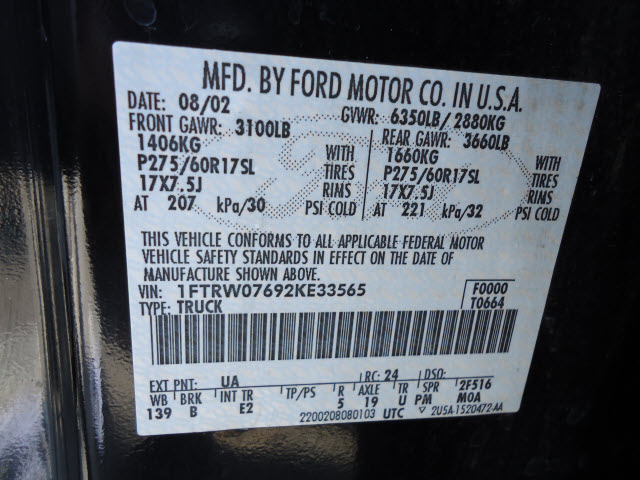 MFD. BY FORD MOTOR CO. IN U.S.A.
DATE: 08/02 GVWR: 6350LB/ 2880KG
FRONT GAWR: 3100LB REAR GAWR: 3660LB
1406KG WITH 1660KG WITH
P275/60R17SL TIRES P275/60R17SL TIRES
17X7.5J RIMS 17X7.5J RIMS
AT 207 kPa/30 PSI COLD AT 221 kPa/32 PSI COLD
THIS VEHICLE CONFORMS TO ALL APPLICABLE FEDERAL MOTOR
VEHICLE SAFETY STANDARDS IN EFFECT ON THE DATE OF
MANUFACTURE SHOWN ABOVE.
VIN: 1FTRW07692KE33565 F0000
TYPE: TRUCK T0664
EXT PNT: UA RC: 24 DSO:
WB BRK INT TR TP/PS R AXLE TR SPR 2F516
139 B E2 5 19 U PM MOA
2200208080103 UTC ▽ 2U5A-1520472-AA